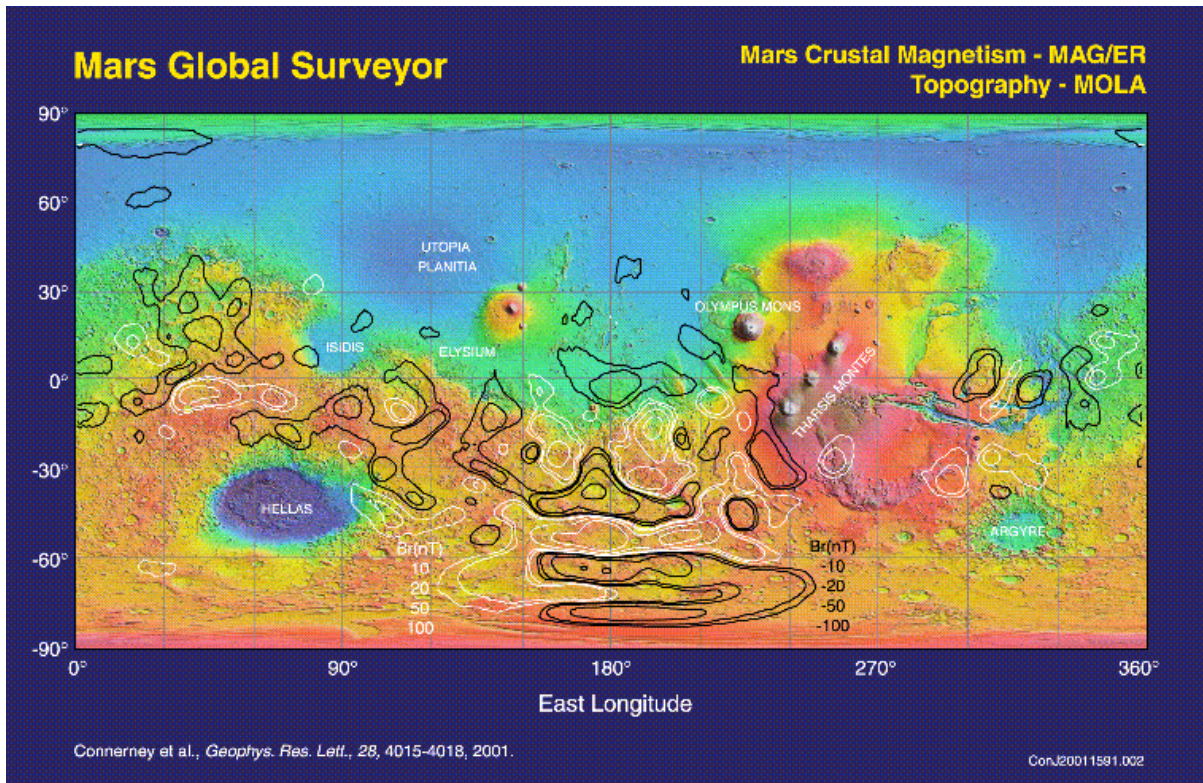 Mars Global Surveyor
Mars Crustal Magnetism - MAG/ER
Topography - MOLA
90°
60°
30°
0°
-30°
-60°
-90°
UTOPIA
PLANITIA
OLYMPUS MONS
ISIDIS
ELYSIUM
THARSIS MONTES
HELLAS
ARGYRE
Br(nT)
10
20
50
100
Br(nT)
-10
-20
-50
-100
0°
90°
180°
270°
360°
East Longitude
Connerney et al., Geophys. Res. Lett., 28, 4015-4018, 2001.
ConJ20011591.002